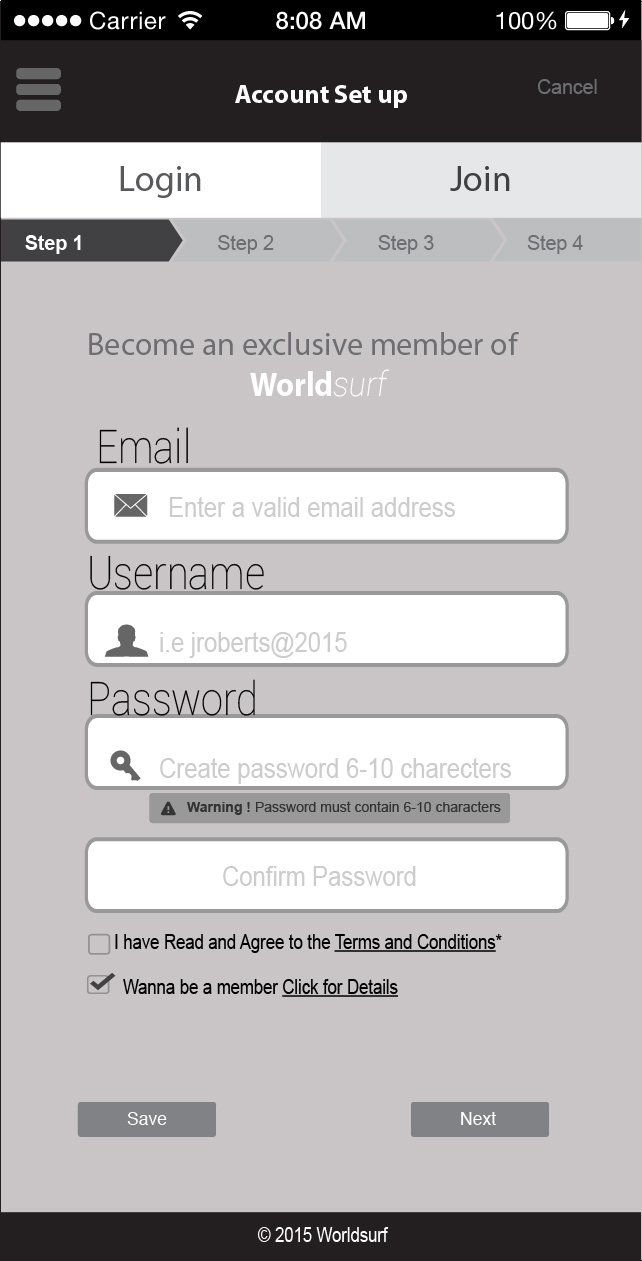 Carrier 8:08 AM 100%
Account Set up Cancel
Login Join
Step 1 Step 2 Step 3 Step 4
Become an exclusive member of
Worldsurf
Email
Enter a valid email address
Username
i.e jroberts@2015
Password
Create password 6-10 charecters
Warning ! Password must contain 6-10 characters
Confirm Password
I have Read and Agree to the Terms and Conditions*
Wanna be a member Click for Details
Save Next
© 2015 Worldsurf